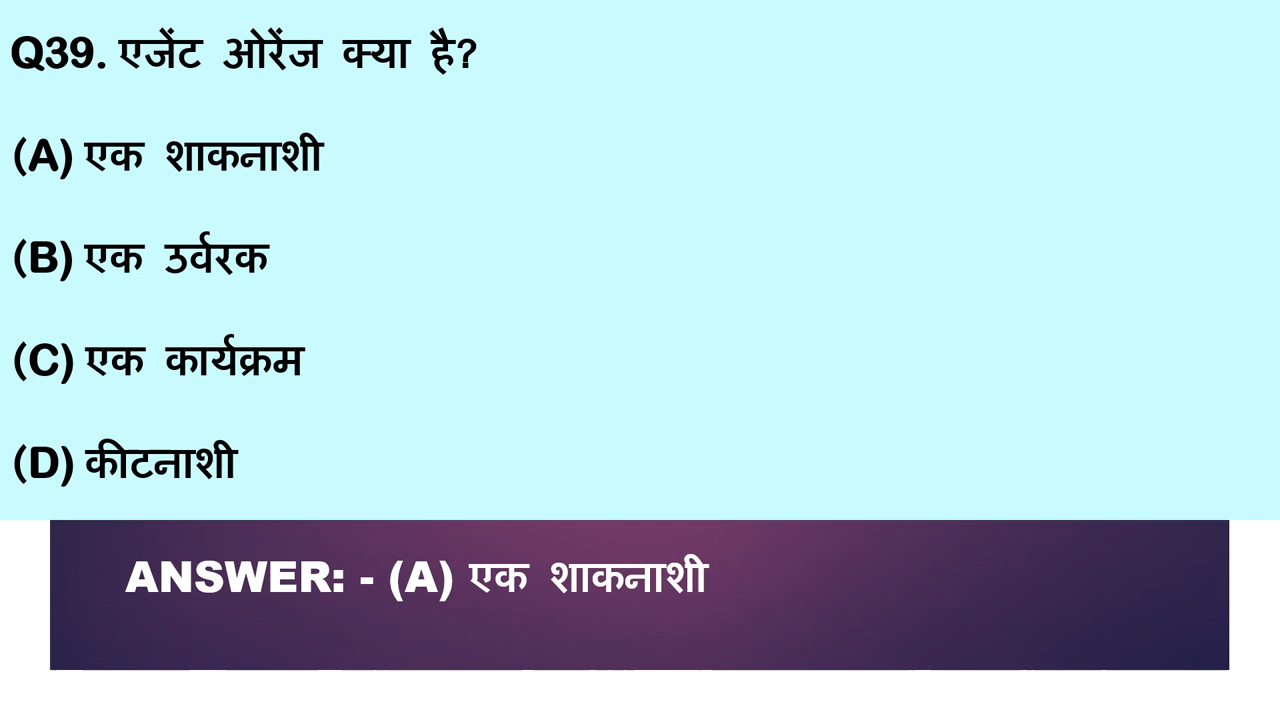 Q39. एजेंट ओरेंज क्या है?
(A) एक शाकनाशी
(B) एक उर्वरक
(C) एक कार्यक्रम
(D) कीटनाशी
ANSWER: - (A) एक शाकनाशी